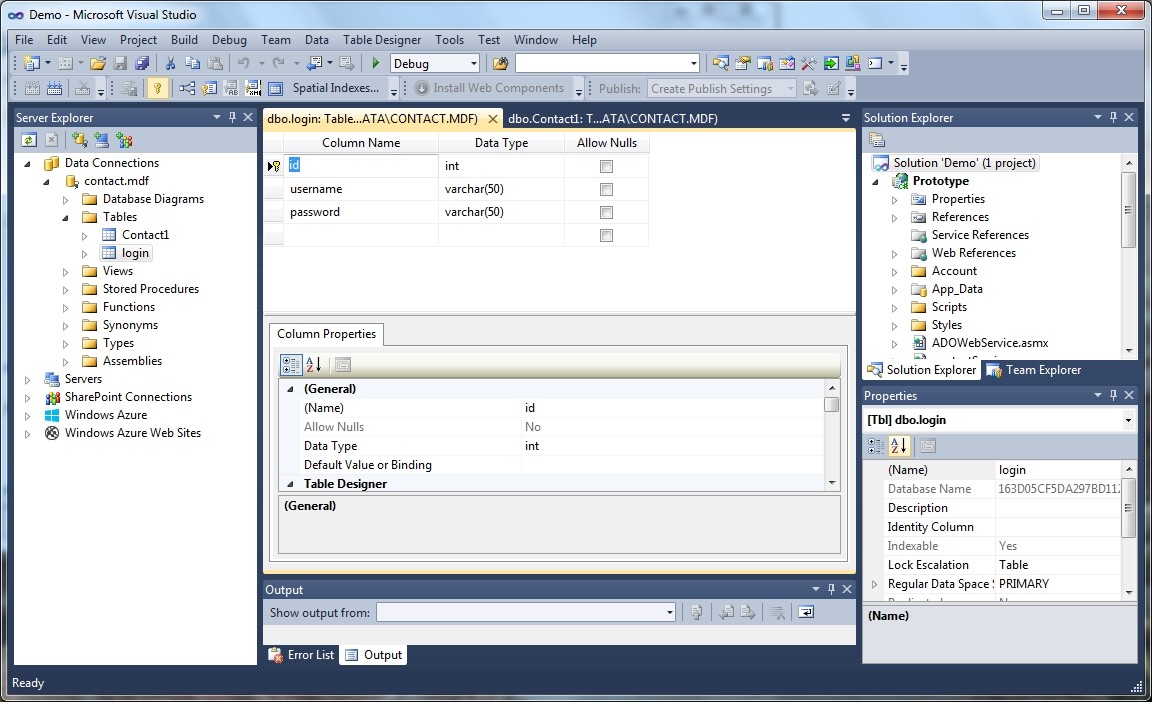 Demo - Microsoft Visual Studio
File Edit View Project Build Debug Team Data Table Designer Tools Test Window Help
Debug
Spatial Indexes... Install Web Components Publish: Create Publish Settings
Server Explorer
Data Connections
contact.mdf
Database Diagrams
Tables
Contact1
login
Views
Stored Procedures
Functions
Synonyms
Types
Assemblies
Servers
SharePoint Connections
Windows Azure
Windows Azure Web Sites
dbo.login: Table...ATA\CONTACT.MDF) dbo.Contact1: T...ATA\CONTACT.MDF)
Column Name Data Type Allow Nulls
id int
username varchar(50)
password varchar(50)
Column Properties
(General)
(Name) id
Allow Nulls No
Data Type int
Default Value or Binding
Table Designer
(General)
Output
Show output from:
Error List Output
Solution Explorer
Solution 'Demo' (1 project)
Prototype
Properties
References
Service References
Web References
Account
App_Data
Scripts
Styles
ADOWebService.asmx
Solution Explorer Team Explorer
Properties
[Tbl] dbo.login
(Name) login
Database Name 163D05CF5DA297BD112
Description
Identity Column
Indexable Yes
Lock Escalation Table
Regular Data Space S PRIMARY
(Name)
Ready